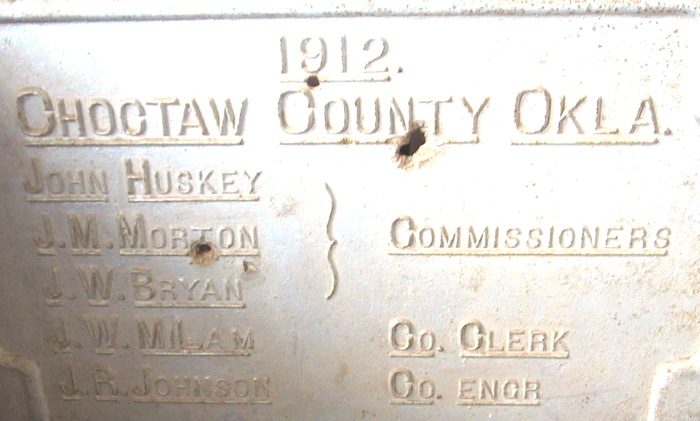 1912.
CHOCTAW COUNTY OKLA.
JOHN HUSKEY
J.M. MORTON } COMMISSIONERS
J.W. BRYAN
J.W. MILAM CO. CLERK
J.R. JOHNSON CO. ENGR